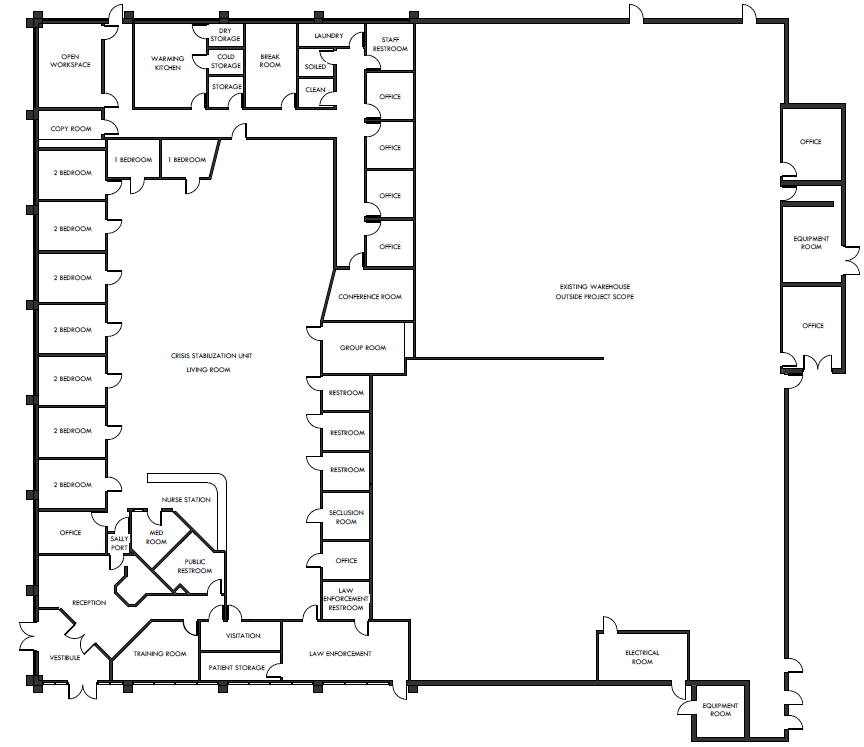 OPEN
WORKSPACE
WARMING
KITCHEN
DRY
STORAGE
COLD
STORAGE
STORAGE
BREAK
ROOM
LAUNDRY
SOILED
CLEAN
STAFF
RESTROOM
OFFICE
COPY ROOM
1 BEDROOM
1 BEDROOM
OFFICE
OFFICE
OFFICE
2 BEDROOM
2 BEDROOM
2 BEDROOM
2 BEDROOM
2 BEDROOM
2 BEDROOM
2 BEDROOM
CONFERENCE ROOM
GROUP ROOM
CRISIS STABILIZATION UNIT
LIVING ROOM
EXISTING WAREHOUSE
OUTSIDE PROJECT SCOPE
OFFICE
EQUIPMENT
ROOM
OFFICE
RESTROOM
RESTROOM
RESTROOM
SECLUSION
ROOM
OFFICE
LAW
ENFORCEMENT
RESTROOM
NURSE STATION
OFFICE
SALLY
PORT
MED
ROOM
PUBLIC
RESTROOM
RECEPTION
VESTIBULE
TRAINING ROOM
VISITATION
PATIENT STORAGE
LAW ENFORCEMENT
ELECTRICAL
ROOM
EQUIPMENT
ROOM